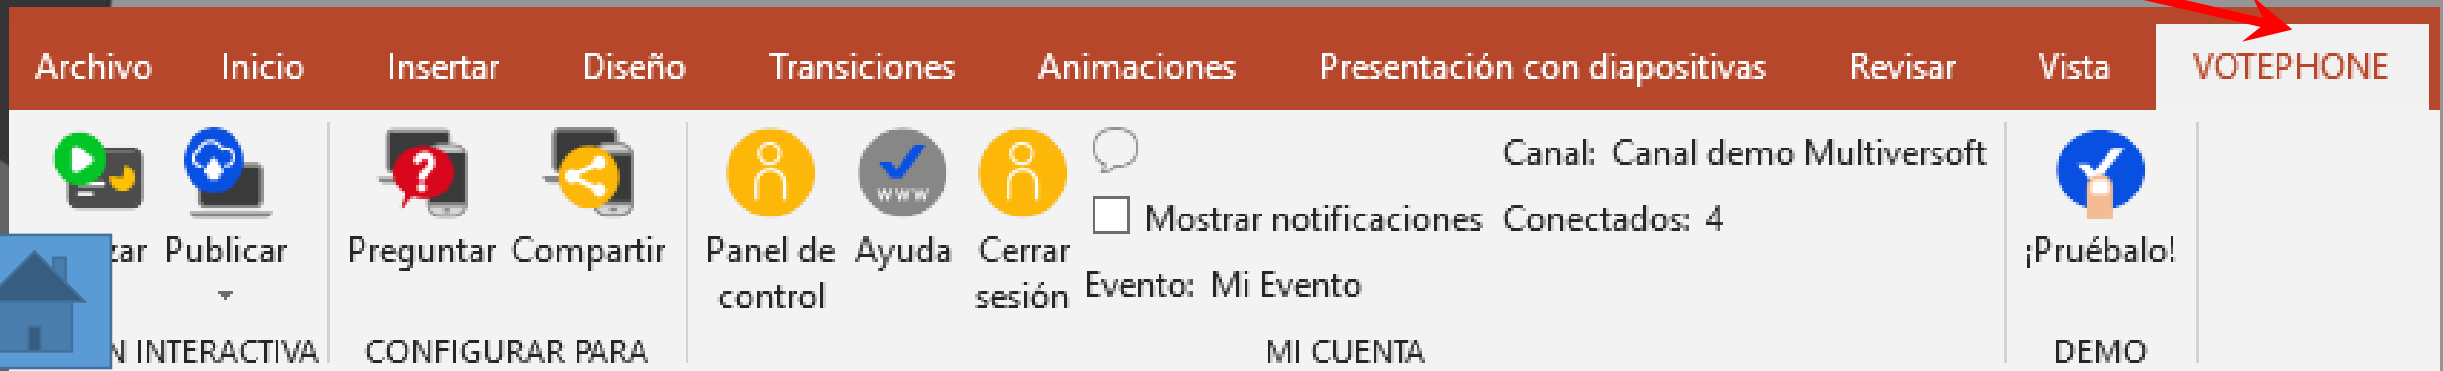 Archivo Inicio Insertar Diseño Transiciones Animaciones Presentación con diapositivas Revisar Vista VOTEPHONE
Publicar
Preguntar Compartir
Panel de control
Ayuda
www
Cerrar sesión
Mostrar notificaciones
Evento: Mi Evento
Canal: Canal demo Multiversoft
Conectados: 4
¡Pruébalo!
INTERACTIVA CONFIGURAR PARA MI CUENTA DEMO